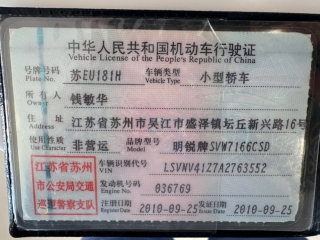 中华人民共和国机动车行驶证
Vehicle License of the People's Republic of China
号牌号码 苏EU181H 车辆类型 小型轿车
Plate No. Vehicle Type
所有人 钱敏华
Owner
住址 江苏省苏州市吴江市盛泽镇坛丘新兴路16号
Address
使用性质 非营运 品牌型号 明锐牌SVW7166CSD
Use Character Model
江苏省苏州 车辆识别代号 LSVNV41Z7A2763552
VIN
市公安局交通 发动机号码 036769
Engine No.
巡逻警察支队 注册日期 2010-09-25 发证日期 2010-09-25
Register Date Issue Date